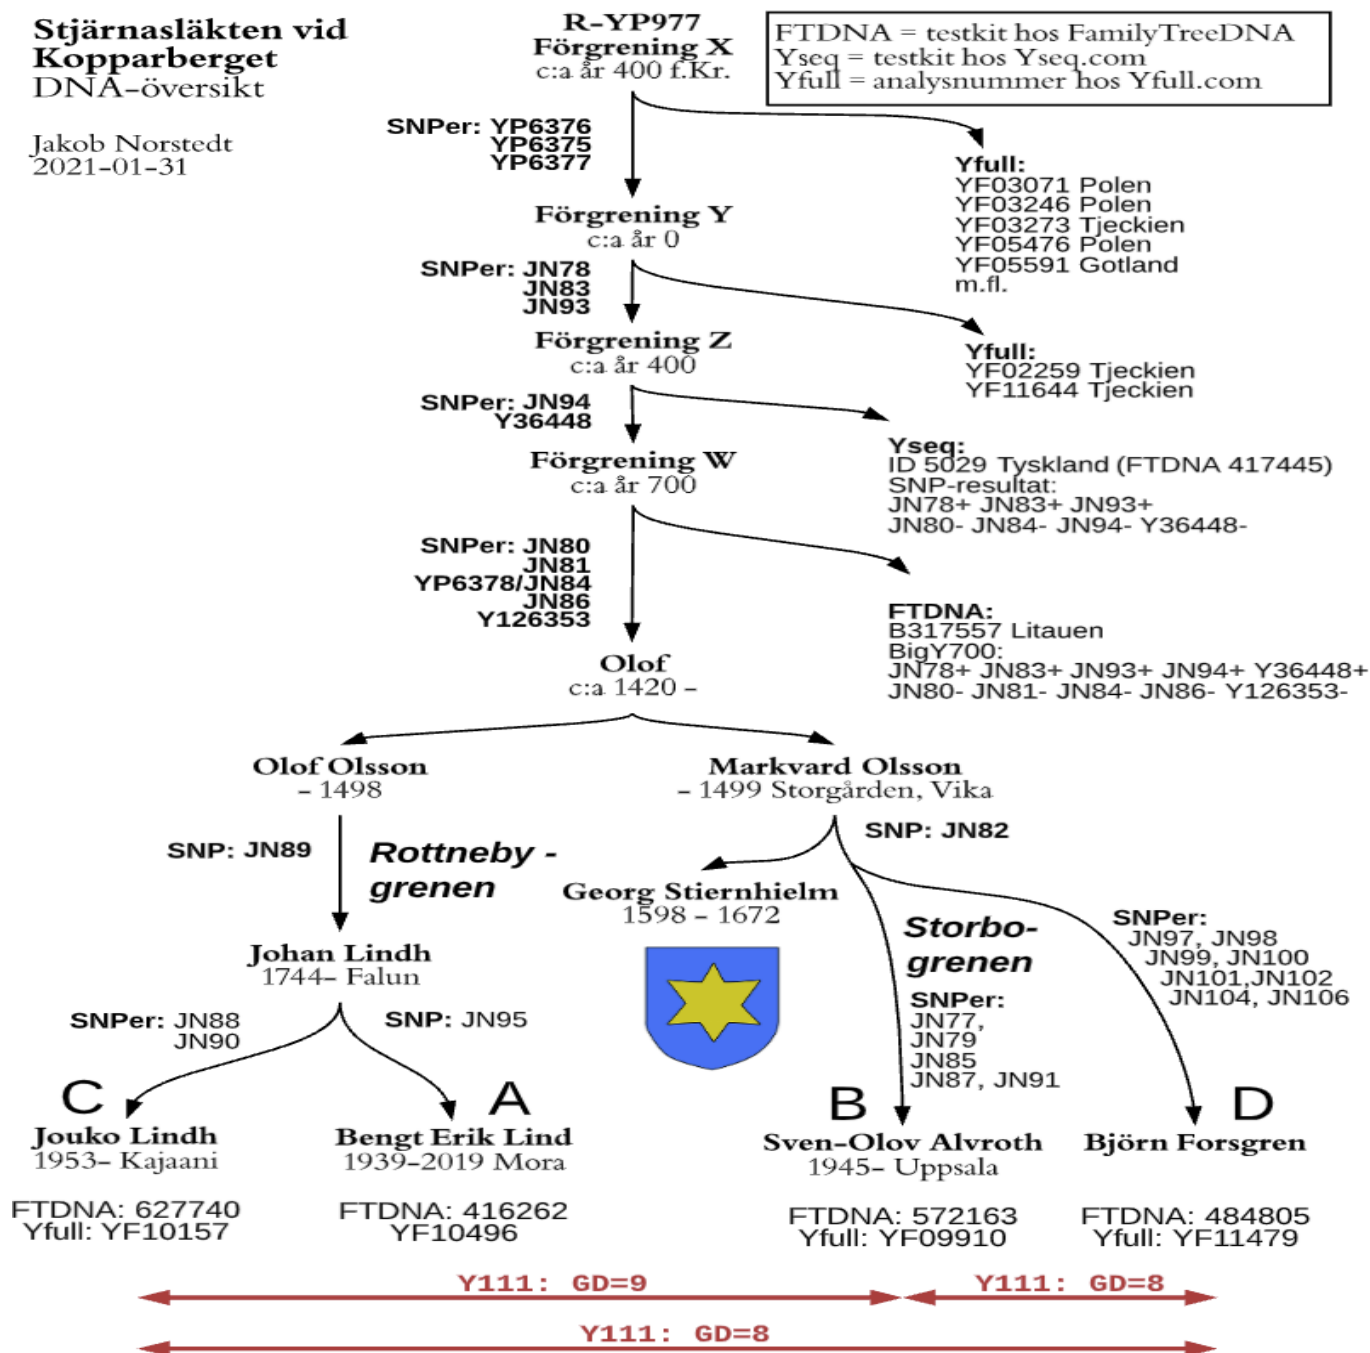 Stjärnasläkten vid
Kopparberget
DNA-översikt
Jakob Norstedt
2021-01-31
R-YP977
Förgrening X
c:a år 400 f.Kr.
FTDNA = testkit hos FamilyTreeDNA
Yseq = testkit hos Yseq.com
Yfull = analysnummer hos Yfull.com
SNPer: YP6376
YP6375
YP6377
Yfull:
YF03071 Polen
YF03246 Polen
YF03273 Tjeckien
YF05476 Polen
YF05591 Gotland
m.fl.
Förgrening Y
c:a år 0
SNPer: JN78
JN83
JN93
Yfull:
YF02259 Tjeckien
YF11644 Tjeckien
Förgrening Z
c:a år 400
SNPer: JN94
Y36448
Yseq:
ID 5029 Tyskland (FTDNA 417445)
SNP-resultat:
JN78+ JN83+ JN93+
JN80- JN84- JN94- Y36448-
Förgrening W
c:a år 700
SNPer: JN80
JN81
YP6378/JN84
JN86
Y126353
FTDNA:
B317557 Litauen
BigY700:
JN78+ JN83+ JN93+ JN94+ Y36448+
JN80- JN81- JN84- JN86- Y126353-
Olof
c:a 1420 -
Olof Olsson
- 1498
Markvard Olsson
- 1499 Storgården, Vika
SNP: JN89
Rottneby -
grenen
SNP: JN82
Georg Stiernhielm
1598 - 1672
Storbo-
grenen
SNPer:
JN97, JN98
JN99, JN100
JN101,JN102
JN104, JN106
Johan Lindh
1744- Falun
SNPer: JN88
JN90
SNP: JN95
SNPer:
JN77,
JN79
JN85
JN87, JN91
C
Jouko Lindh
1953- Kajaani
FTDNA: 627740
Yfull: YF10157
A
Bengt Erik Lind
1939-2019 Mora
FTDNA: 416262
YF10496
B
Sven-Olov Alvroth
1945- Uppsala
FTDNA: 572163
Yfull: YF09910
D
Björn Forsgren
FTDNA: 484805
Yfull: YF11479
Y111: GD=9
Y111: GD=8
Y111: GD=8